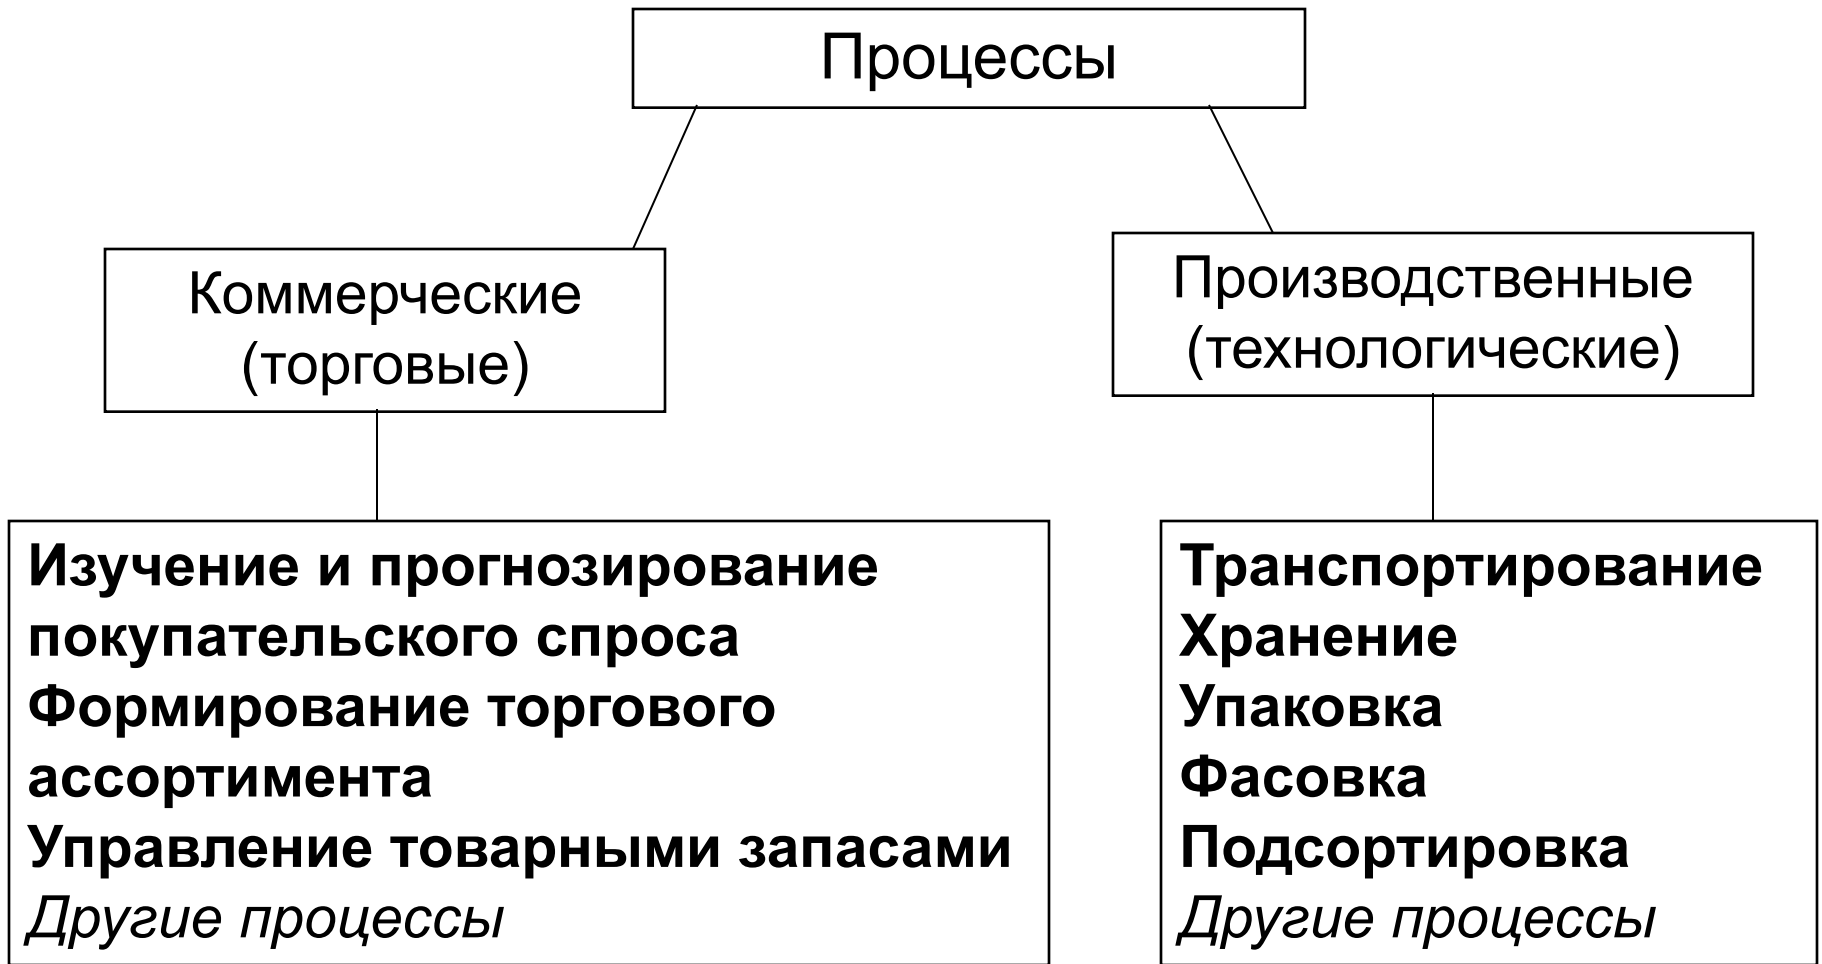 Процессы
Коммерческие
(торговые)
Производственные
(технологические)
Изучение и прогнозирование
покупательского спроса
Формирование торгового
ассортимента
Управление товарными запасами
Другие процессы
Транспортирование
Хранение
Упаковка
Фасовка
Подсортировка
Другие процессы